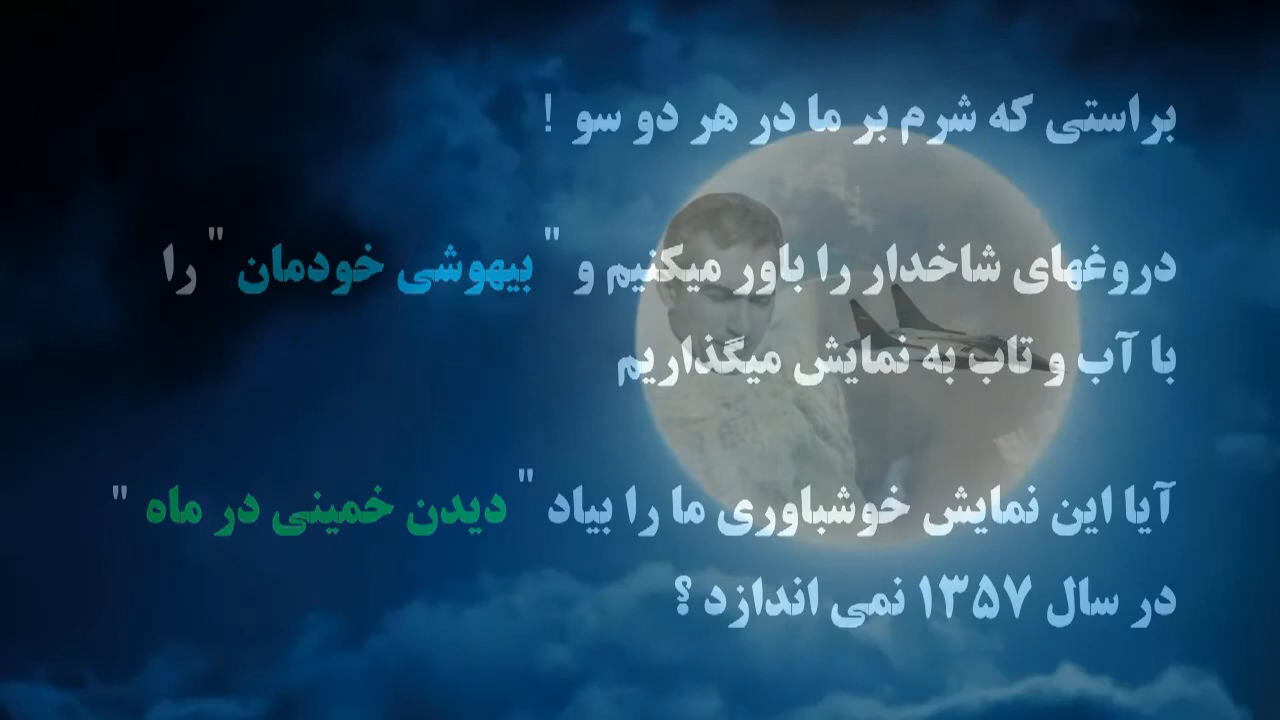 براستی که شرم بر ما در هر دو سو !
دروغهای شاخدار را باور میکنیم و " بیهوشی خودمان " را
با آب و تاب به نمایش میگذاریم
آیا این نمایش خوشباوری ما را بیاد " دیدن خمینی در ماه "
در سال ۱۳۵۷ نمی اندازد ؟